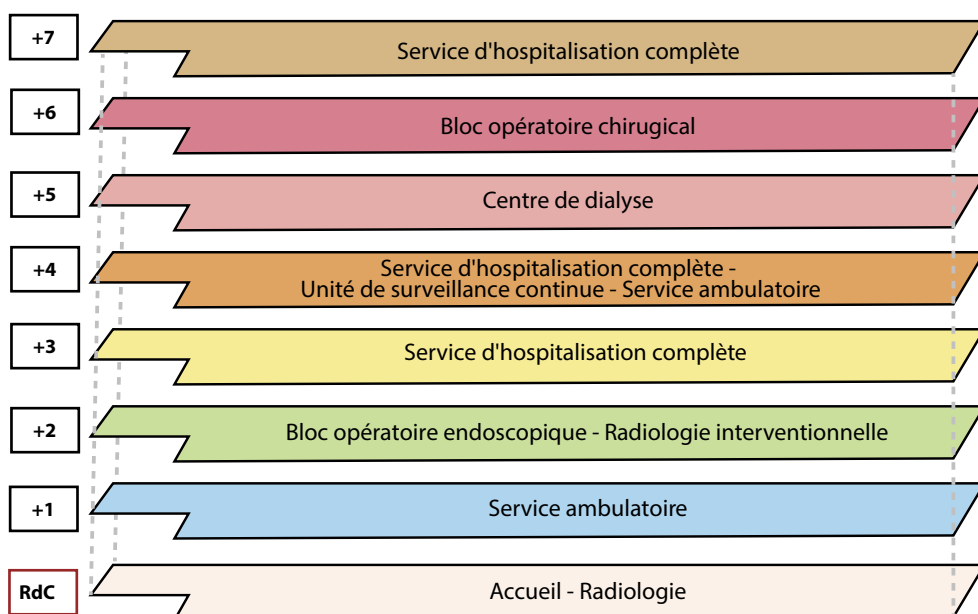 +7
Service d'hospitalisation complète
+6
Bloc opératoire chirugical
+5
Centre de dialyse
+4
Service d'hospitalisation complète -
Unité de surveillance continue - Service ambulatoire
+3
Service d'hospitalisation complète
+2
Bloc opératoire endoscopique - Radiologie interventionnelle
+1
Service ambulatoire
RdC
Accueil - Radiologie